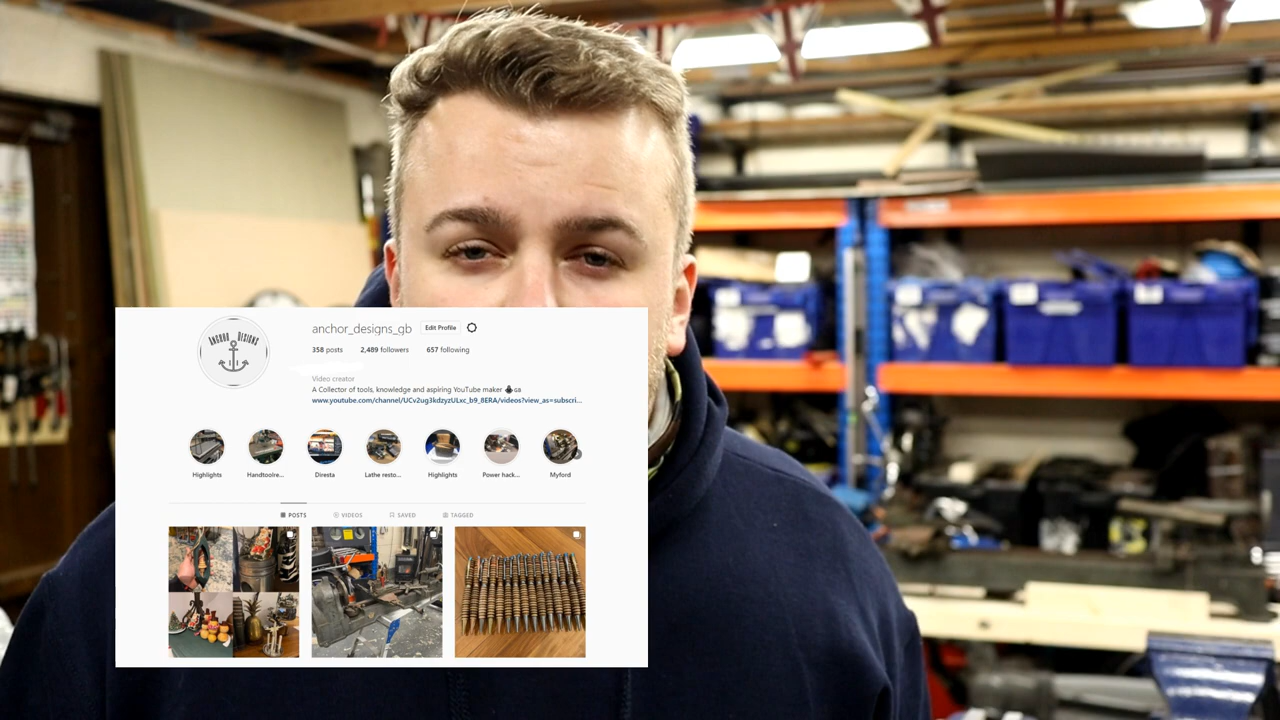 ANCHOR DESIGNS
anchor_designs_gb Edit Profile
358 posts 2,489 followers 657 following
Video creator
A Collector of tools, knowledge and aspiring YouTube maker GB
www.youtube.com/channel/UCv2ug3kdzyzULxc_b9_8ERA/videos?view_as=subscri...
Highlights Handtoolre... Diresta Lathe resto... Highlights Power hack... Myford
POSTS VIDEOS SAVED TAGGED